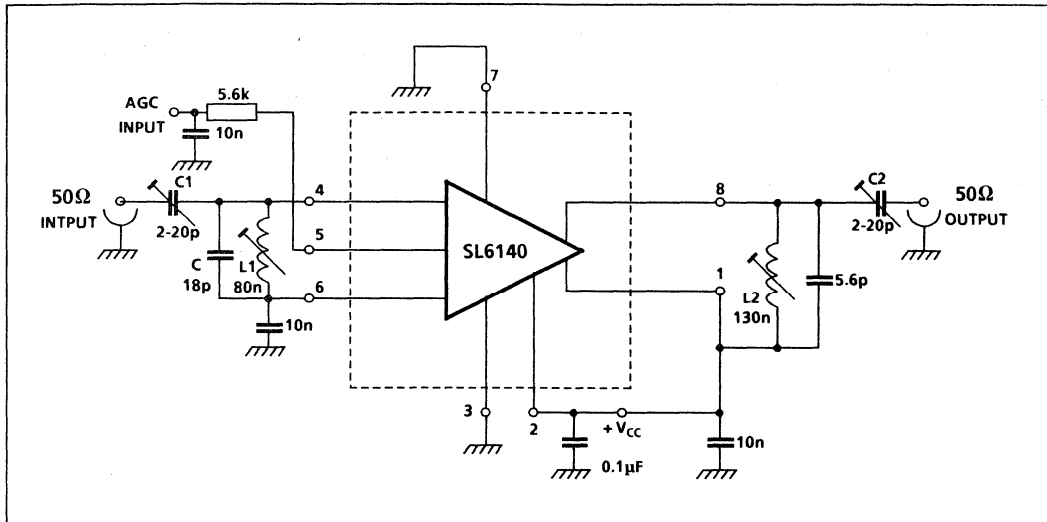 7
AGC
INPUT
5.6k
10n
50Ω
INTPUT
C1
2-20p
C
18p
L1
80n
10n
4
5
6
SL6140
3
2
+ VCC
0.1µF
8
1
C2
2-20p
50Ω
OUTPUT
L2
130n
5.6p
10n